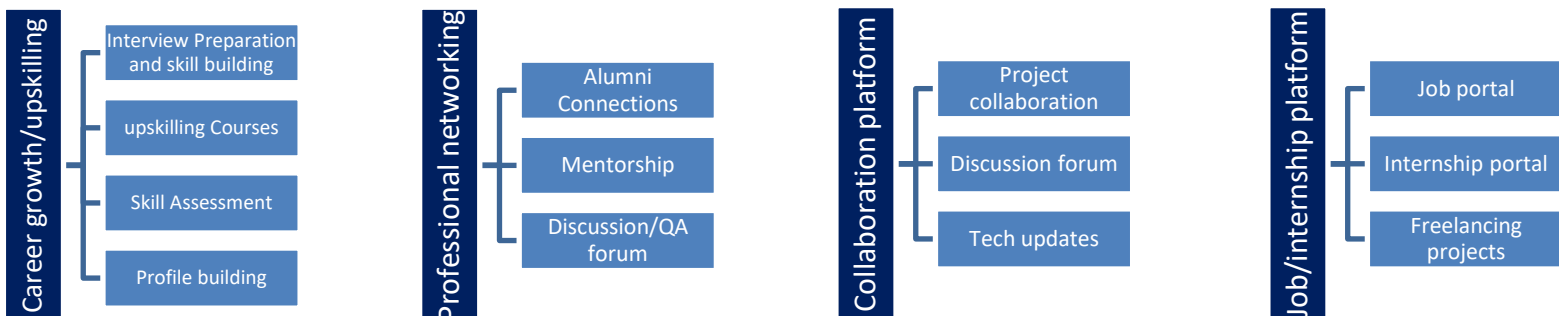 Career growth/upskilling
Interview Preparation
and skill building
upskilling Courses
Skill Assessment
Profile building
Professional networking
Alumni
Connections
Mentorship
Discussion/QA
forum
Collaboration platform
Project
collaboration
Discussion forum
Tech updates
Job/internship platform
Job portal
Internship portal
Freelancing
projects